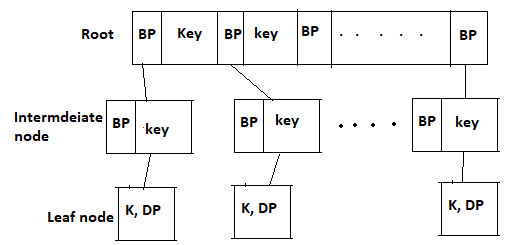 Root BP Key BP key BP . . . . . BP
Intermdeiate node BP key BP key . . . . BP key
Leaf node K, DP K, DP K, DP